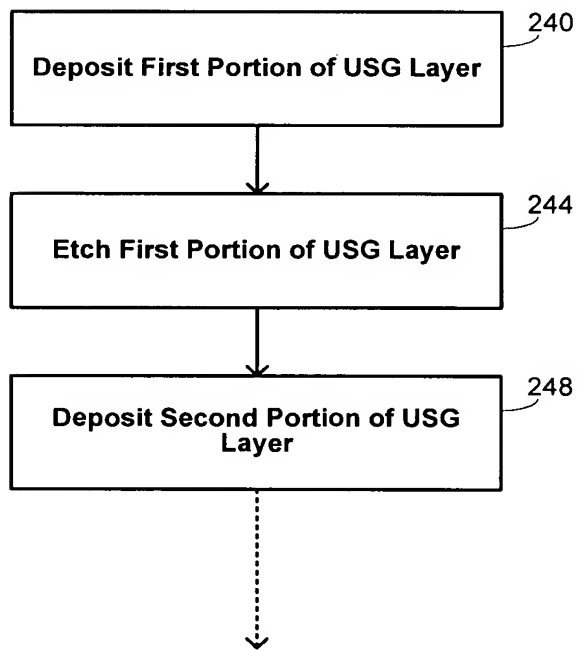 240
Deposit First Portion of USG Layer
244
Etch First Portion of USG Layer
248
Deposit Second Portion of USG
Layer